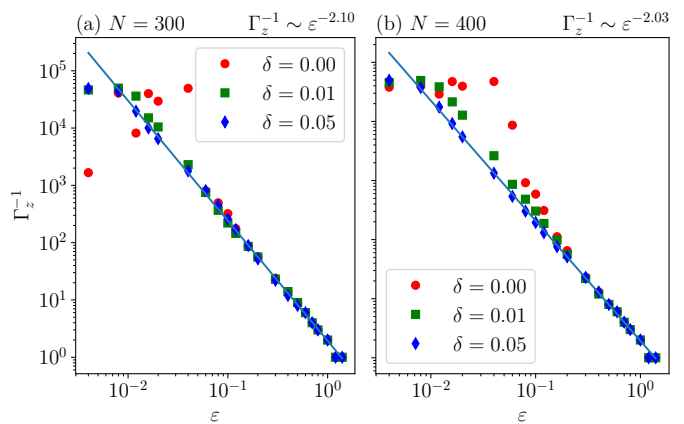 (a) N = 300 Γ_z^{-1} ∼ ε^{-2.10}
(b) N = 400 Γ_z^{-1} ∼ ε^{-2.03}
δ = 0.00
δ = 0.01
δ = 0.05
10^5
10^4
10^3
10^2
10^1
10^0
Γ_z^{-1}
δ = 0.00
δ = 0.01
δ = 0.05
10^{-2} 10^{-1} 10^0
10^{-2} 10^{-1} 10^0
ε
ε